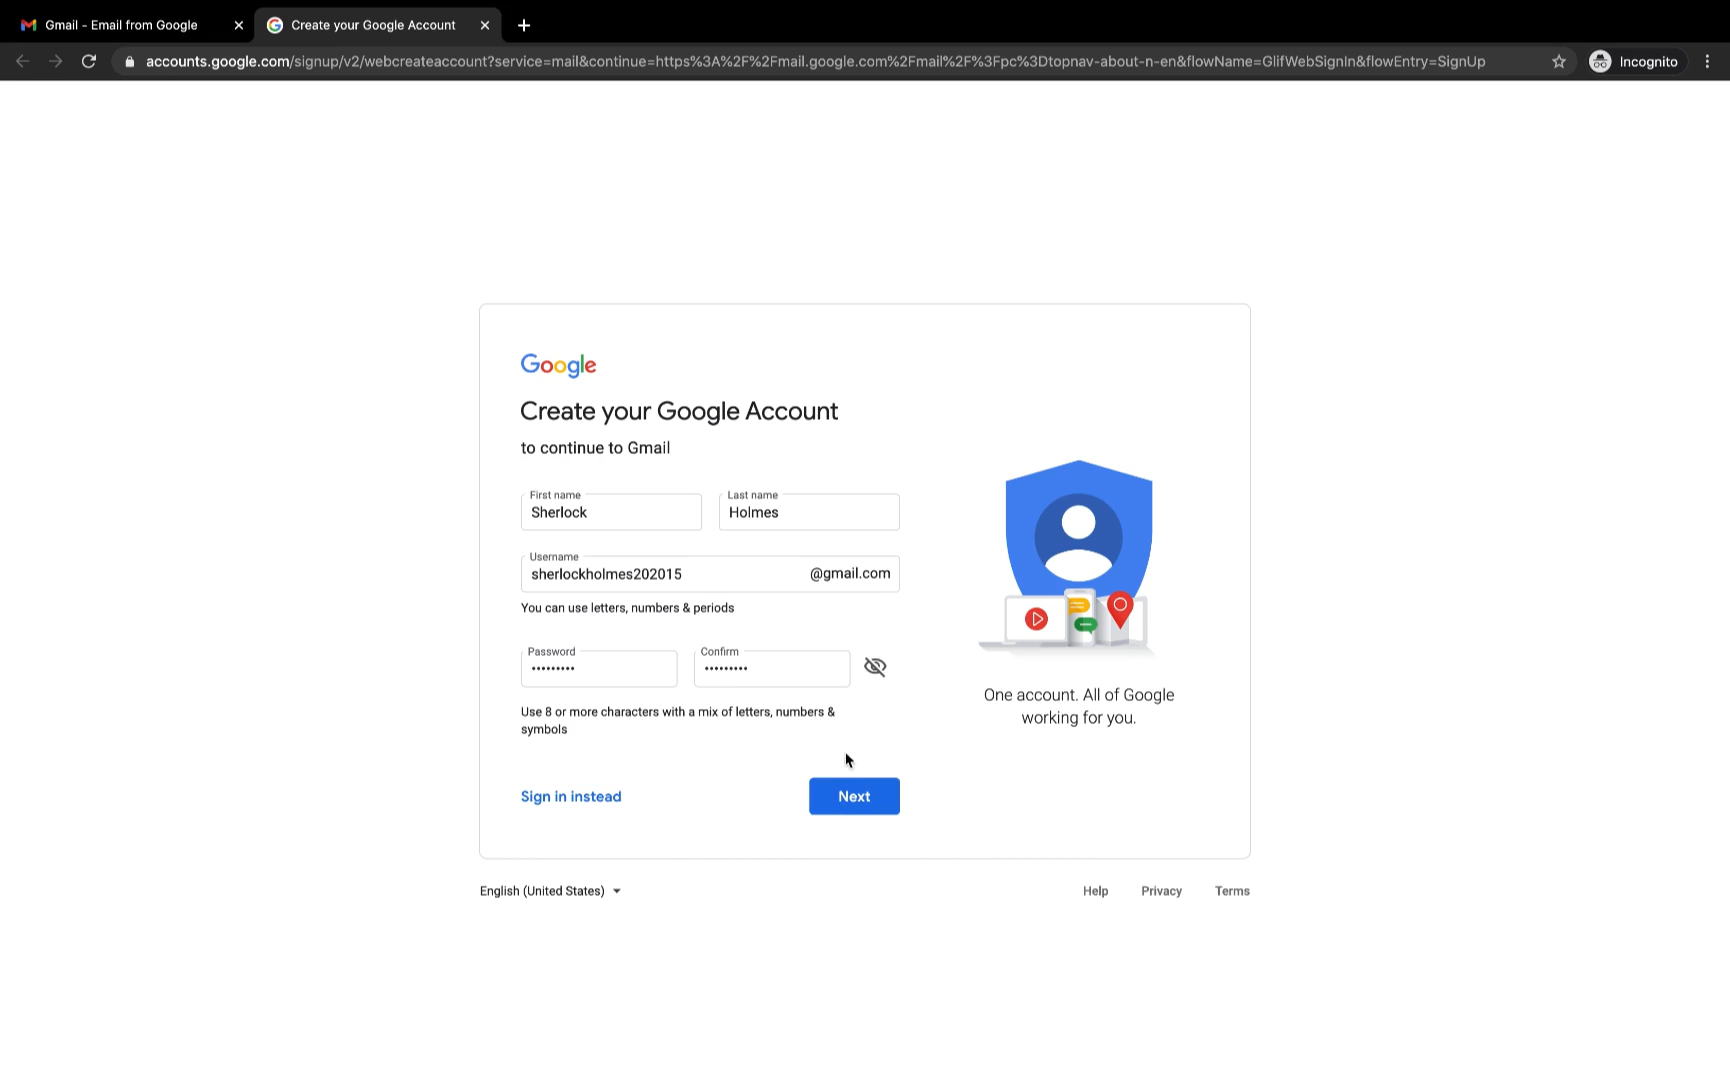 Gmail - Email from Google
Create your Google Account
accounts.google.com/signup/v2/webcreateaccount?service=mail&continue=https%3A%2F%2Fmail.google.com%2Fmail%2F%3Fpc%3Dtopnav-about-n-en&flowName=GlifWebSignIn&flowEntry=SignUp
Incognito
Google
Create your Google Account
to continue to Gmail
First name
Last name
Sherlock
Holmes
Username
sherlockholmes202015
@gmail.com
You can use letters, numbers & periods
Password
Confirm
•••••••••
•••••••••
Use 8 or more characters with a mix of letters, numbers &
symbols
Sign in instead
Next
One account. All of Google
working for you.
English (United States)
Help
Privacy
Terms